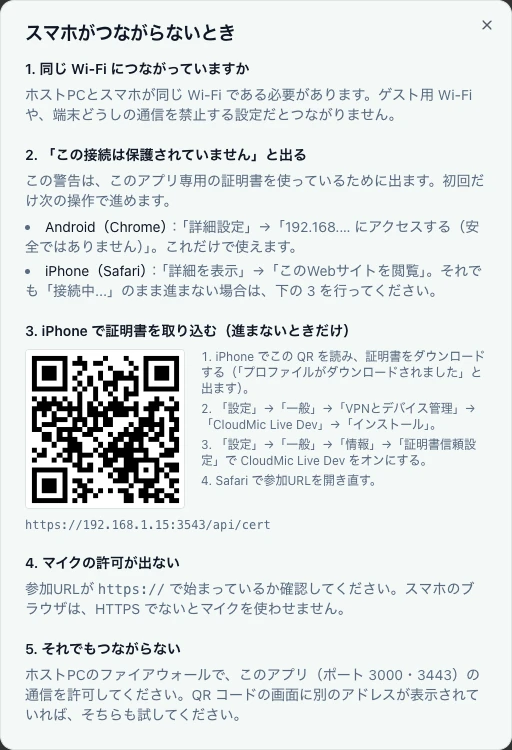 スマホがつながらないとき
×
1. 同じ Wi-Fi につながっていますか
ホストPCとスマホが同じ Wi-Fi である必要があります。ゲスト用 Wi-Fi
や、端末どうしの通信を禁止する設定だとつながりません。
2. 「この接続は保護されていません」と出る
この警告は、このアプリ専用の証明書を使っているために出ます。初回だ
け次の操作で進めます。
• Android（Chrome）：「詳細設定」→「192.168.... にアクセスする（安
全ではありません）」。これだけで使えます。
• iPhone（Safari）：「詳細を表示」→「このWebサイトを閲覧」。それで
も「接続中...」のまま進まない場合は、下の 3 を行ってください。
3. iPhone で証明書を取り込む（進まないときだけ）
1. iPhone でこの QR を読み、証明書をダウンロード
する（「プロファイルがダウンロードされました」と
出ます）。
2. 「設定」→「一般」→「VPNとデバイス管理」→
「CloudMic Live Dev」→「インストール」。
3. 「設定」→「一般」→「情報」→「証明書信頼設
定」で CloudMic Live Dev をオンにする。
4. Safari で参加URLを開き直す。
https://192.168.1.15:3543/api/cert
4. マイクの許可が出ない
参加URLが https:// で始まっているか確認してください。スマホのブ
ラウザは、HTTPS でないとマイクを使わせません。
5. それでもつながらない
ホストPCのファイアウォールで、このアプリ（ポート 3000・3443）の
通信を許可してください。QR コードの画面に別のアドレスが表示されて
いれば、そちらも試してください。